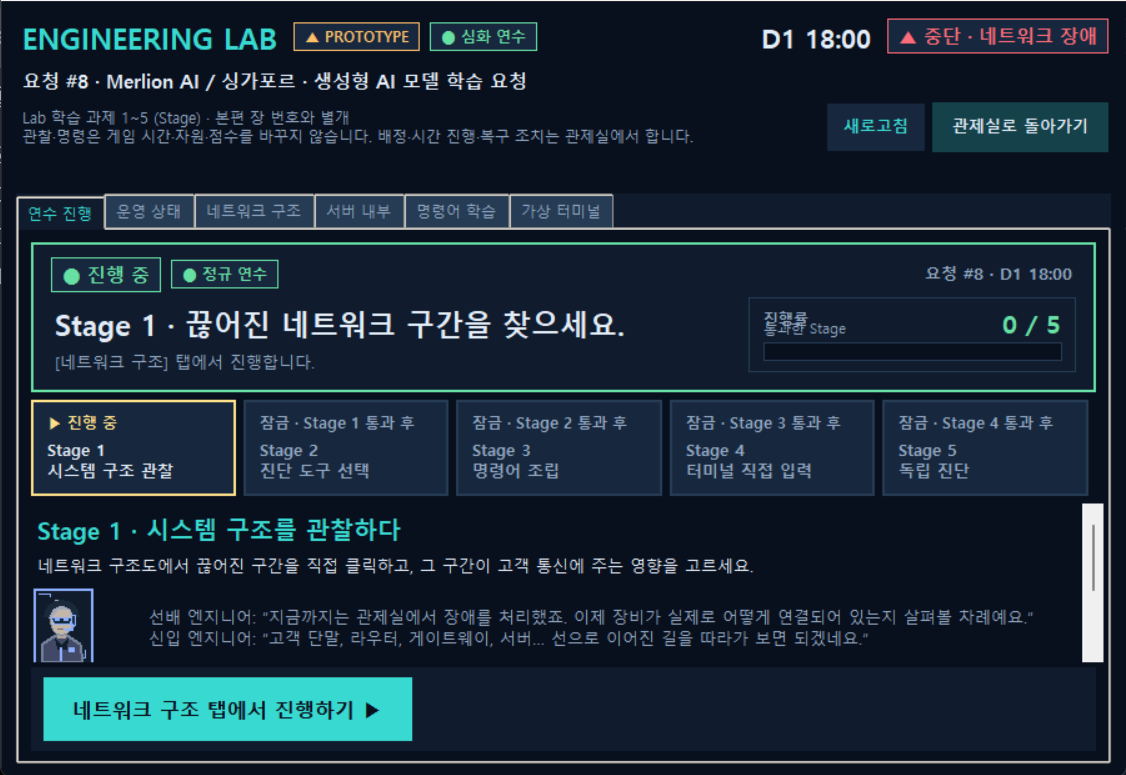 ENGINEERING LAB
▲ PROTOTYPE
● 심화 연수
D1 18:00
▲ 중단 · 네트워크 장애
요청 #8 · Merlion AI / 싱가포르 · 생성형 AI 모델 학습 요청
Lab 학습 과제 1~5 (Stage) · 본편 장 번호와 별개
관찰·명령은 게임 시간·자원·점수를 바꾸지 않습니다. 배정·시간 진행·복구 조치는 관제실에서 합니다.
새로고침
관제실로 돌아가기
연수 진행
운영 상태
네트워크 구조
서버 내부
명령어 학습
가상 터미널
● 진행 중
● 정규 연수
요청 #8 · D1 18:00
Stage 1 · 끊어진 네트워크 구간을 찾으세요.
[네트워크 구조] 탭에서 진행합니다.
진행률
통과한 Stage
0 / 5
▶ 진행 중
Stage 1
시스템 구조 관찰
잠금 · Stage 1 통과 후
Stage 2
진단 도구 선택
잠금 · Stage 2 통과 후
Stage 3
명령어 조립
잠금 · Stage 3 통과 후
Stage 4
터미널 직접 입력
잠금 · Stage 4 통과 후
Stage 5
독립 진단
Stage 1 · 시스템 구조를 관찰하다
네트워크 구조도에서 끊어진 구간을 직접 클릭하고, 그 구간이 고객 통신에 주는 영향을 고르세요.
선배 엔지니어: “지금까지는 관제실에서 장애를 처리했죠. 이제 장비가 실제로 어떻게 연결되어 있는지 살펴볼 차례예요.”
신입 엔지니어: “고객 단말, 라우터, 게이트웨이, 서버... 선으로 이어진 길을 따라가 보면 되겠네요.”
네트워크 구조 탭에서 진행하기 ▶